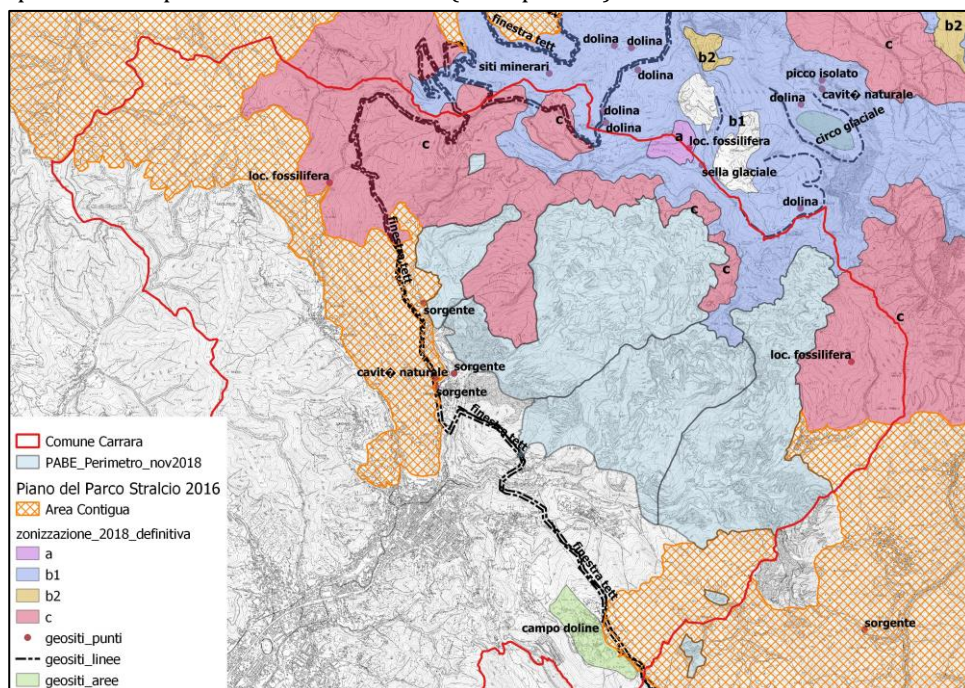 finestra tett
b2
dolina
dolina
c
b2
siti minerari
dolina
picco isolato
cavit� naturale
dolina
dolina
b1
circo glaciale
dolina
c
a
loc. fossilifera
c
loc. fossilifera
sella glaciale
c
dolina
finestra tett
c
c
sorgente
loc. fossilifera
cavit� naturale
sorgente
sorgente
finestra tett
finestra tett
campo doline
sorgente
Comune Carrara
PABE_Perimetro_nov2018
Piano del Parco Stralcio 2016
Area Contigua
zonizzazione_2018_definitiva
a
b1
b2
c
geositi_punti
geositi_linee
geositi_aree